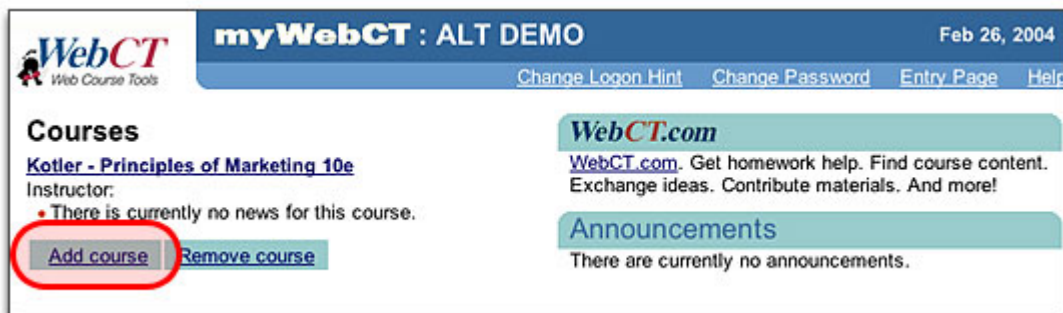 WebCT
Web Course Tools
myWebCT : ALT DEMO
Feb 26, 2004
Change Logon Hint Change Password Entry Page Help
Courses
Kotler - Principles of Marketing 10e
Instructor:
• There is currently no news for this course.
Add course Remove course
WebCT.com
WebCT.com. Get homework help. Find course content.
Exchange ideas. Contribute materials. And more!
Announcements
There are currently no announcements.